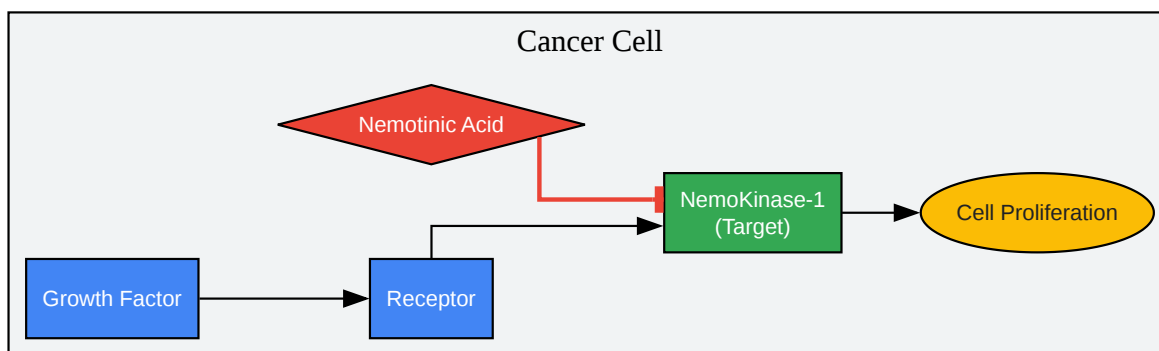 Cancer Cell
Nemotinic Acid
NemoKinase-1
(Target)
Cell Proliferation
Growth Factor
Receptor